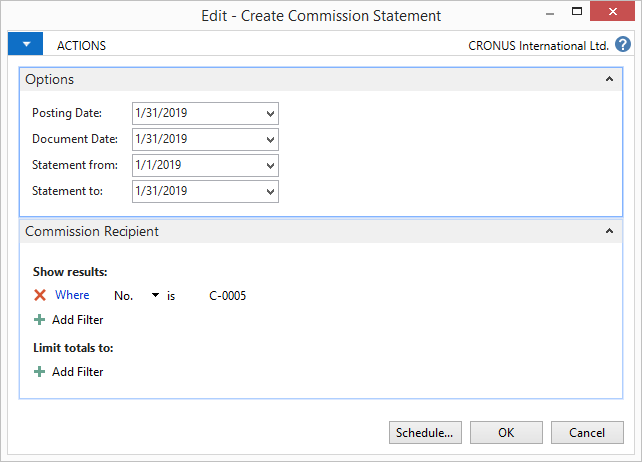 Edit - Create Commission Statement
ACTIONS CRONUS International Ltd. ?
Options
Posting Date: 1/31/2019
Document Date: 1/31/2019
Statement from: 1/1/2019
Statement to: 1/31/2019
Commission Recipient
Show results:
Where No. is C-0005
Add Filter
Limit totals to:
Add Filter
Schedule... OK Cancel